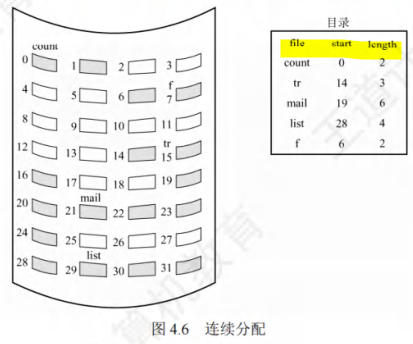 目录
file start length
count 0 2
tr 14 3
mail 19 6
list 28 4
f 6 2
count
0 1 2 3
f
4 5 6 7
8 9 10 11
tr
12 13 14 15
16 17 18 19
mail
20 21 22 23
24 25 26 27
list
28 29 30 31
图 4.6 连续分配